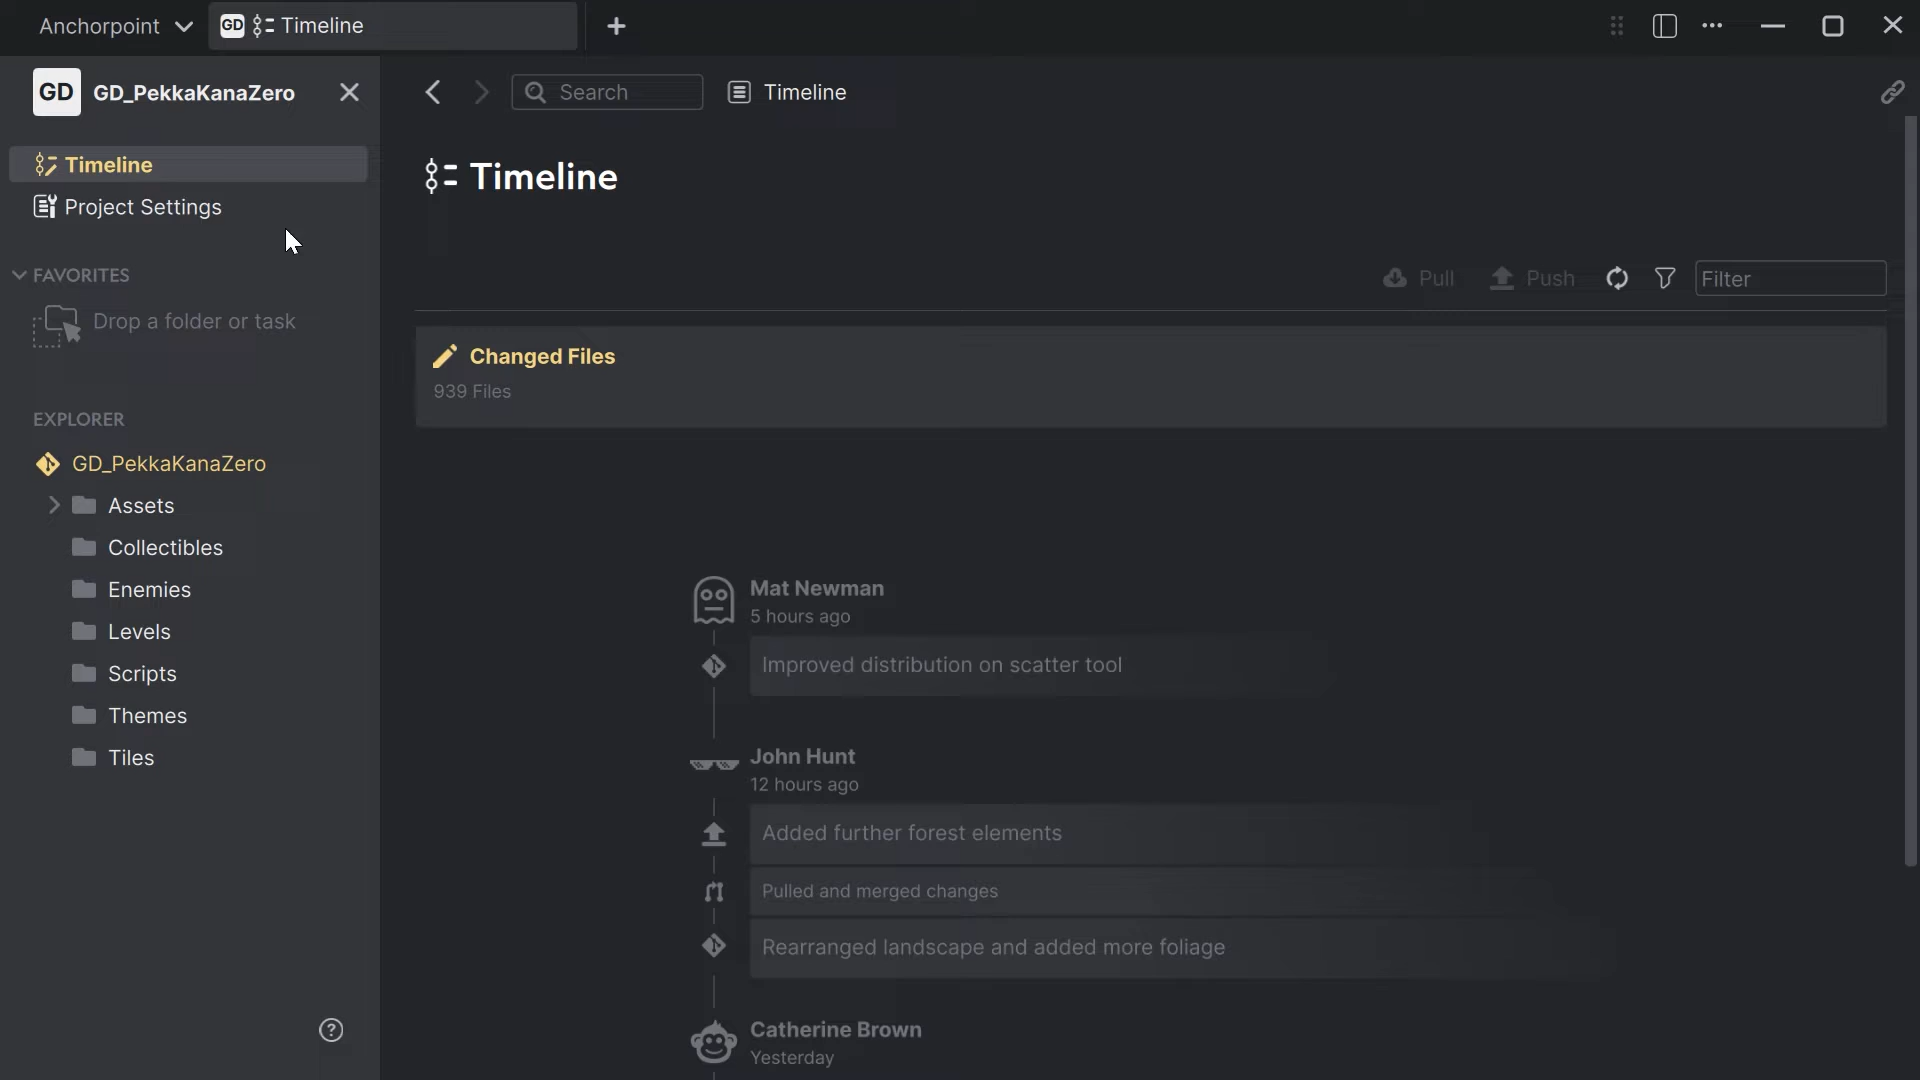 Anchorpoint
GD Timeline
GD GD_PekkaKanaZero
Search
Timeline
Timeline
Project Settings
Timeline
Pull
Push
Filter
FAVORITES
Drop a folder or task
Changed Files
939 Files
EXPLORER
GD_PekkaKanaZero
Assets
Collectibles
Enemies
Levels
Scripts
Themes
Tiles
Mat Newman
5 hours ago
Improved distribution on scatter tool
John Hunt
12 hours ago
Added further forest elements
Pulled and merged changes
Rearranged landscape and added more foliage
Catherine Brown
Yesterday